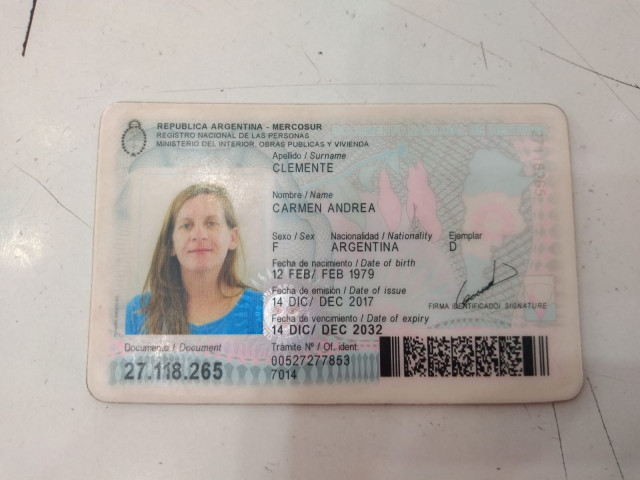 REPUBLICA ARGENTINA - MERCOSUR
REGISTRO NACIONAL DE LAS PERSONAS
MINISTERIO DEL INTERIOR, OBRAS PUBLICAS Y VIVIENDA
Apellido / Surname
CLEMENTE
Nombre / Name
CARMEN ANDREA
Sexo / Sex Nacionalidad / Nationality Ejemplar
F ARGENTINA D
Fecha de nacimiento / Date of birth
12 FEB/ FEB 1979
Fecha de emisión / Date of issue
14 DIC/ DEC 2017
FIRMA IDENTIFICADO/ SIGNATURE
Fecha de vencimiento / Date of expiry
14 DIC/ DEC 2032
Documento / Document Trámite Nº / Of. ident.
27.118.265 00527277853
7014